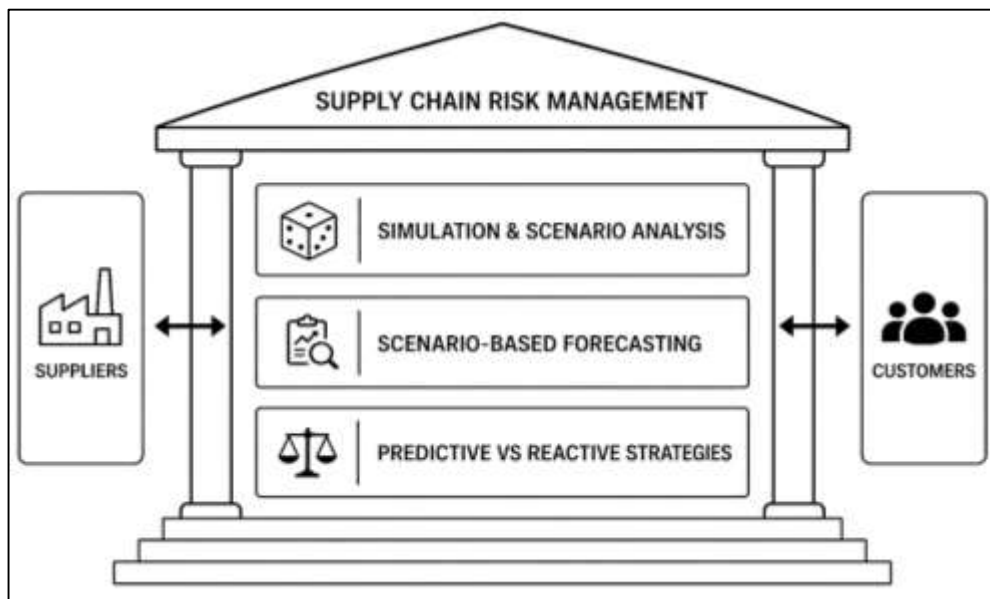 SUPPLY CHAIN RISK MANAGEMENT
SIMULATION & SCENARIO ANALYSIS
SCENARIO-BASED FORECASTING
PREDICTIVE VS REACTIVE STRATEGIES
SUPPLIERS
CUSTOMERS